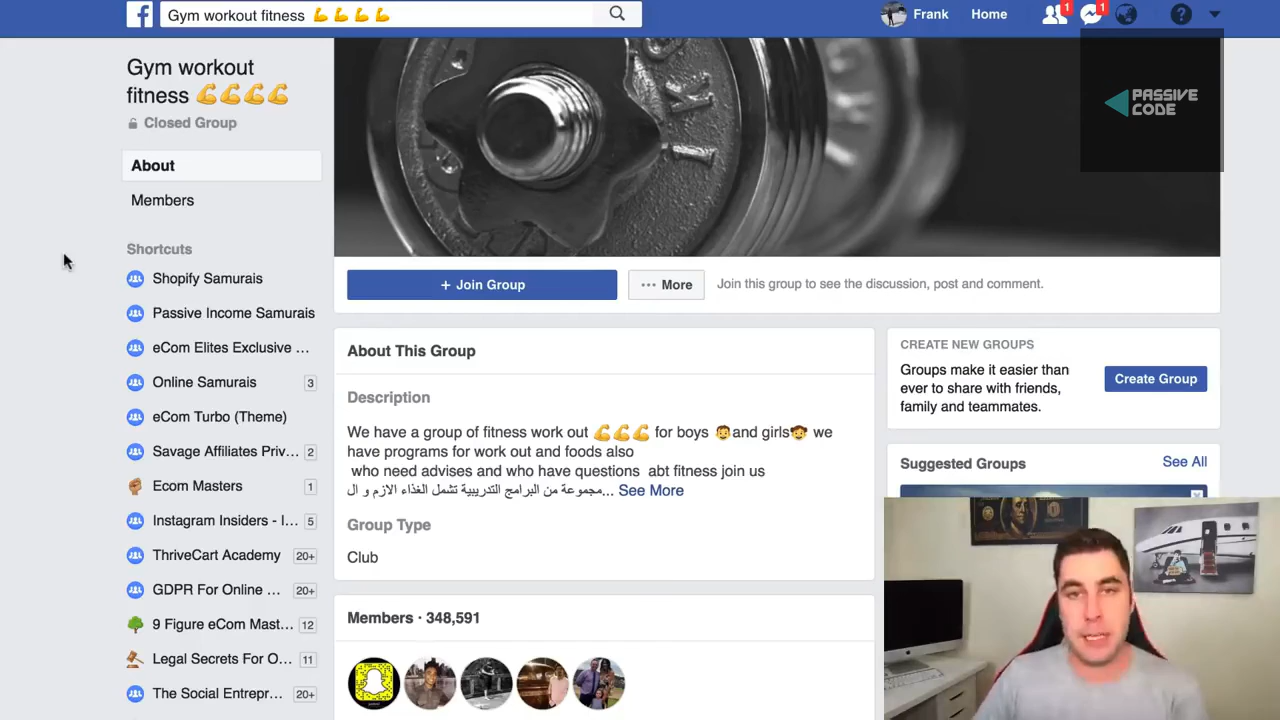 Gym workout fitness 💪 💪 💪 💪
Frank
Home
1
1
?
PASSIVE
CODE
Gym workout
fitness 💪💪💪💪
Closed Group
About
Members
Shortcuts
Shopify Samurais
Passive Income Samurais
eCom Elites Exclusive ...
Online Samurais 3
eCom Turbo (Theme)
Savage Affiliates Priv... 2
Ecom Masters 1
Instagram Insiders - I... 5
ThriveCart Academy 20+
GDPR For Online ... 20+
9 Figure eCom Mast... 12
Legal Secrets For O... 11
The Social Entrepr... 20+
+ Join Group
••• More
Join this group to see the discussion, post and comment.
About This Group
Description
We have a group of fitness work out 💪💪💪 for boys 👦and girls👧 we
have programs for work out and foods also
who need advises and who have questions abt fitness join us
مجموعة من البرامج التدريبية تشمل الغذاء الازم و ال... See More
Group Type
Club
Members · 348,591
CREATE NEW GROUPS
Groups make it easier than
ever to share with friends,
family and teammates.
Create Group
Suggested Groups
See All